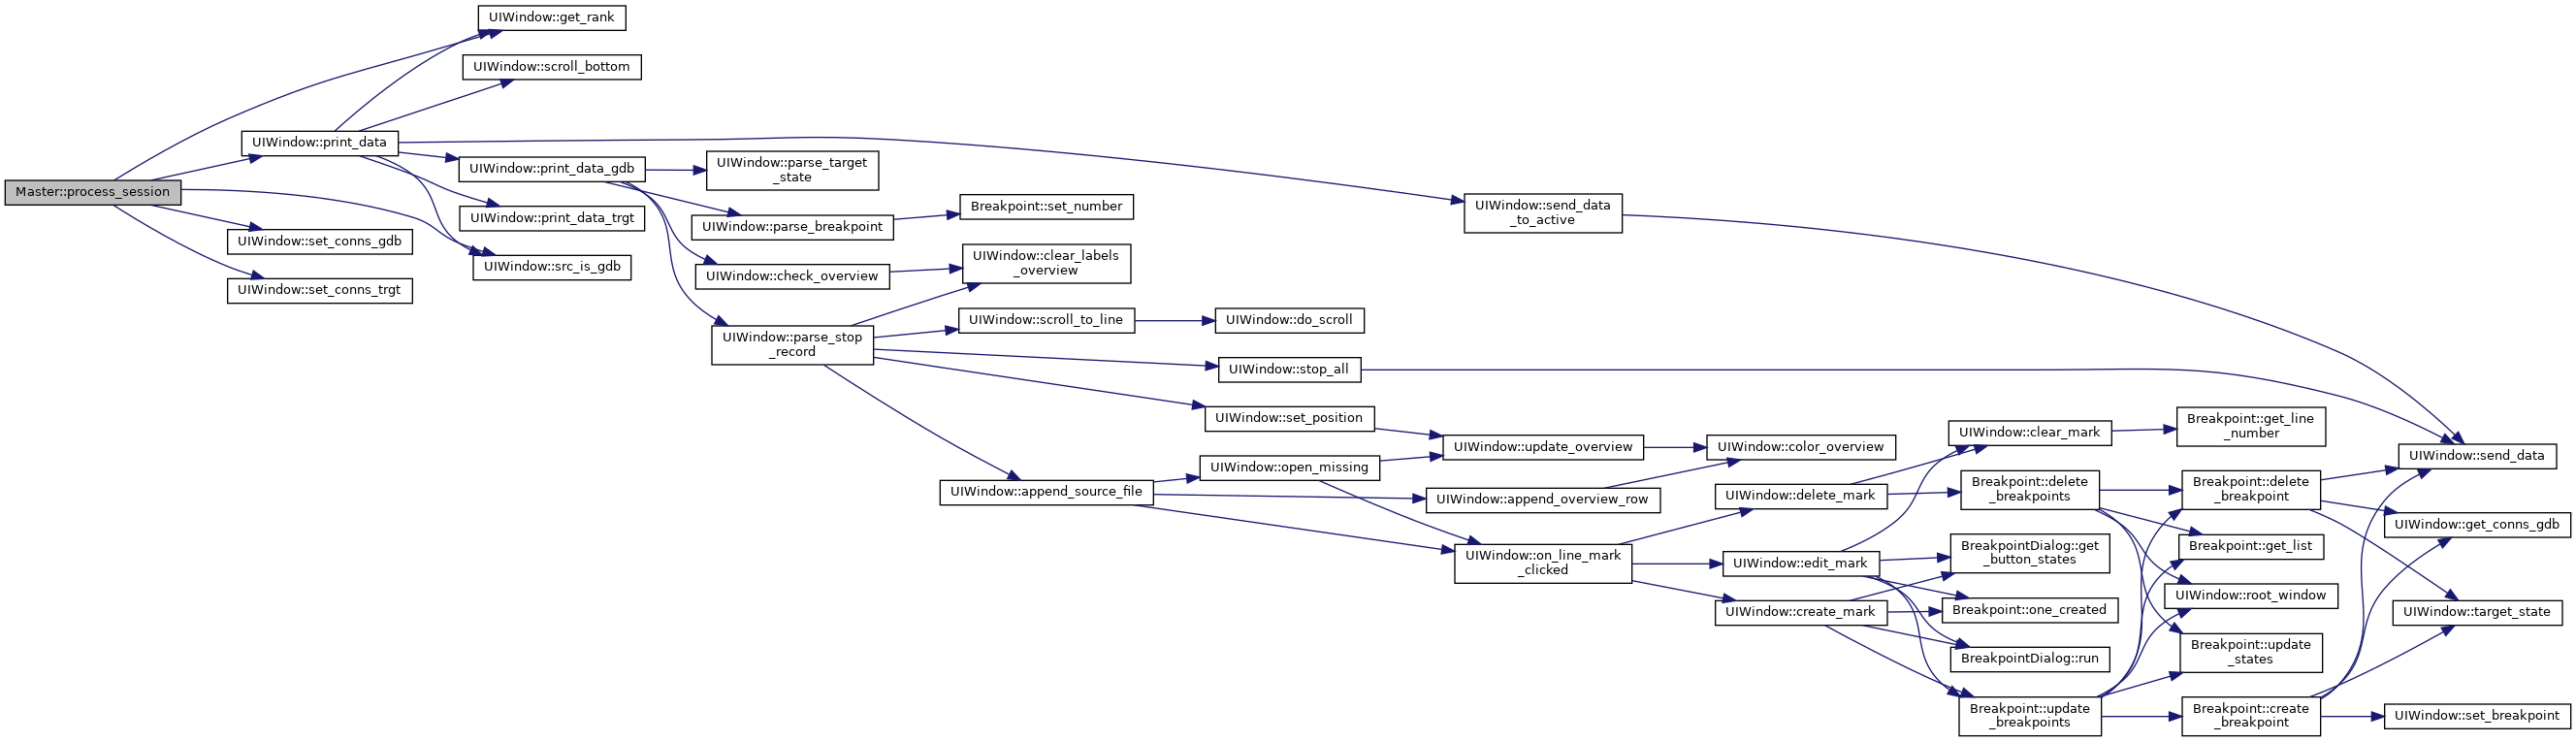 UIWindow::get_rank
UIWindow::scroll_bottom
UIWindow::print_data
UIWindow::parse_target
_state
UIWindow::print_data_gdb
Master::process_session
UIWindow::send_data
_to_active
Breakpoint::set_number
UIWindow::print_data_trgt
UIWindow::parse_breakpoint
UIWindow::set_conns_gdb
UIWindow::clear_labels
_overview
UIWindow::src_is_gdb
UIWindow::check_overview
UIWindow::set_conns_trgt
UIWindow::scroll_to_line
UIWindow::do_scroll
UIWindow::parse_stop
_record
UIWindow::stop_all
UIWindow::set_position
Breakpoint::get_line
_number
UIWindow::clear_mark
UIWindow::update_overview
UIWindow::color_overview
UIWindow::send_data
UIWindow::open_missing
UIWindow::append_source_file
UIWindow::append_overview_row
UIWindow::delete_mark
Breakpoint::delete
_breakpoints
Breakpoint::delete
_breakpoint
UIWindow::get_conns_gdb
Breakpoint::get_list
BreakpointDialog::get
_button_states
UIWindow::on_line_mark
_clicked
UIWindow::edit_mark
UIWindow::root_window
UIWindow::create_mark
Breakpoint::one_created
UIWindow::target_state
Breakpoint::update
_states
BreakpointDialog::run
Breakpoint::update
_breakpoints
Breakpoint::create
_breakpoint
UIWindow::set_breakpoint